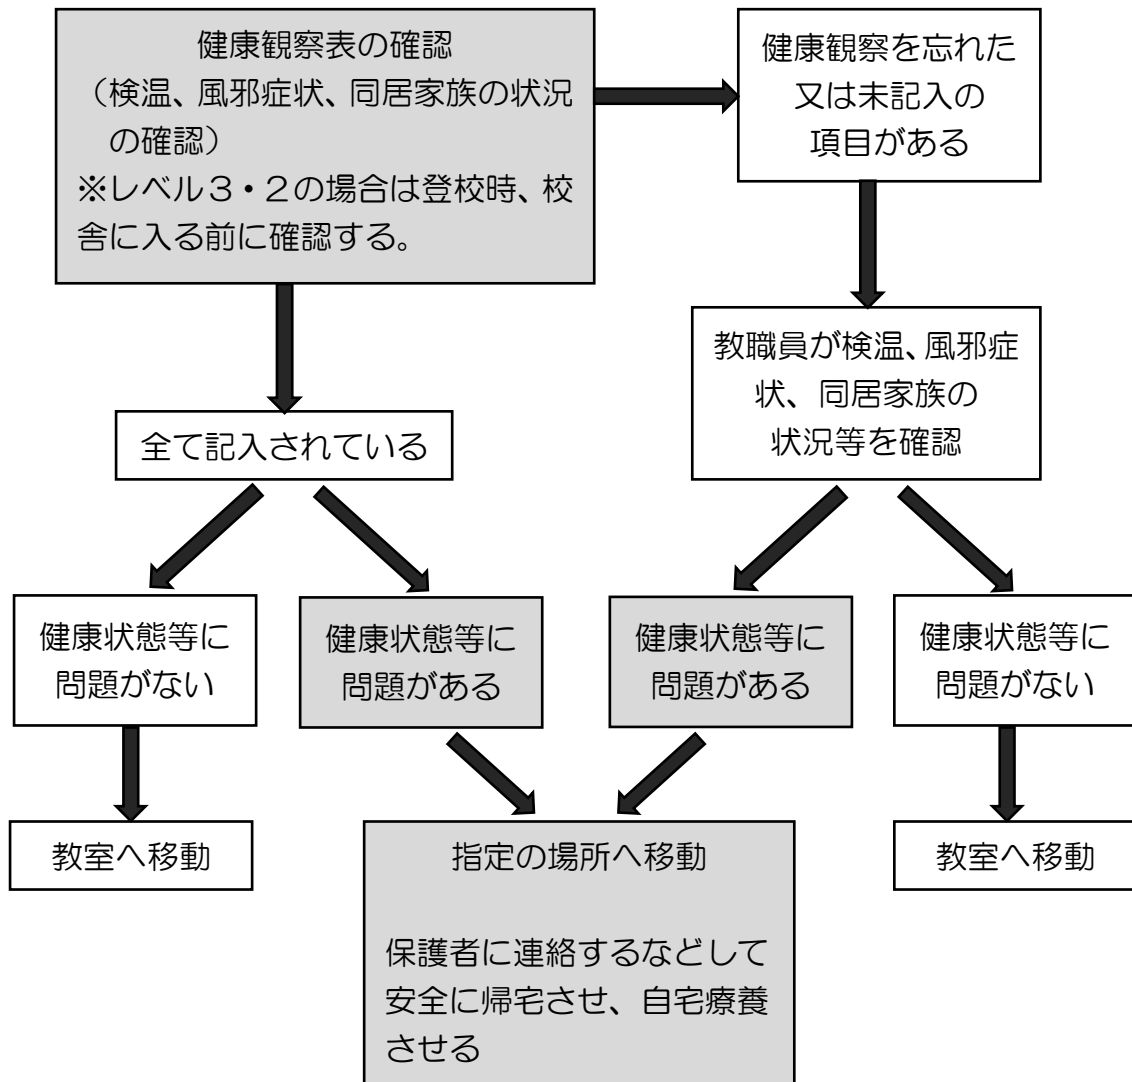 健康観察表の確認
（検温、風邪症状、同居家族の状況
の確認）
※レベル３・２の場合は登校時、校
舎に入る前に確認する。
健康観察を忘れた
又は未記入の
項目がある
教職員が検温、風邪症
状、同居家族の
状況等を確認
全て記入されている
健康状態等に
問題がない
健康状態等に
問題がある
健康状態等に
問題がある
健康状態等に
問題がない
教室へ移動
指定の場所へ移動
保護者に連絡するなどして
安全に帰宅させ、自宅療養
させる
教室へ移動